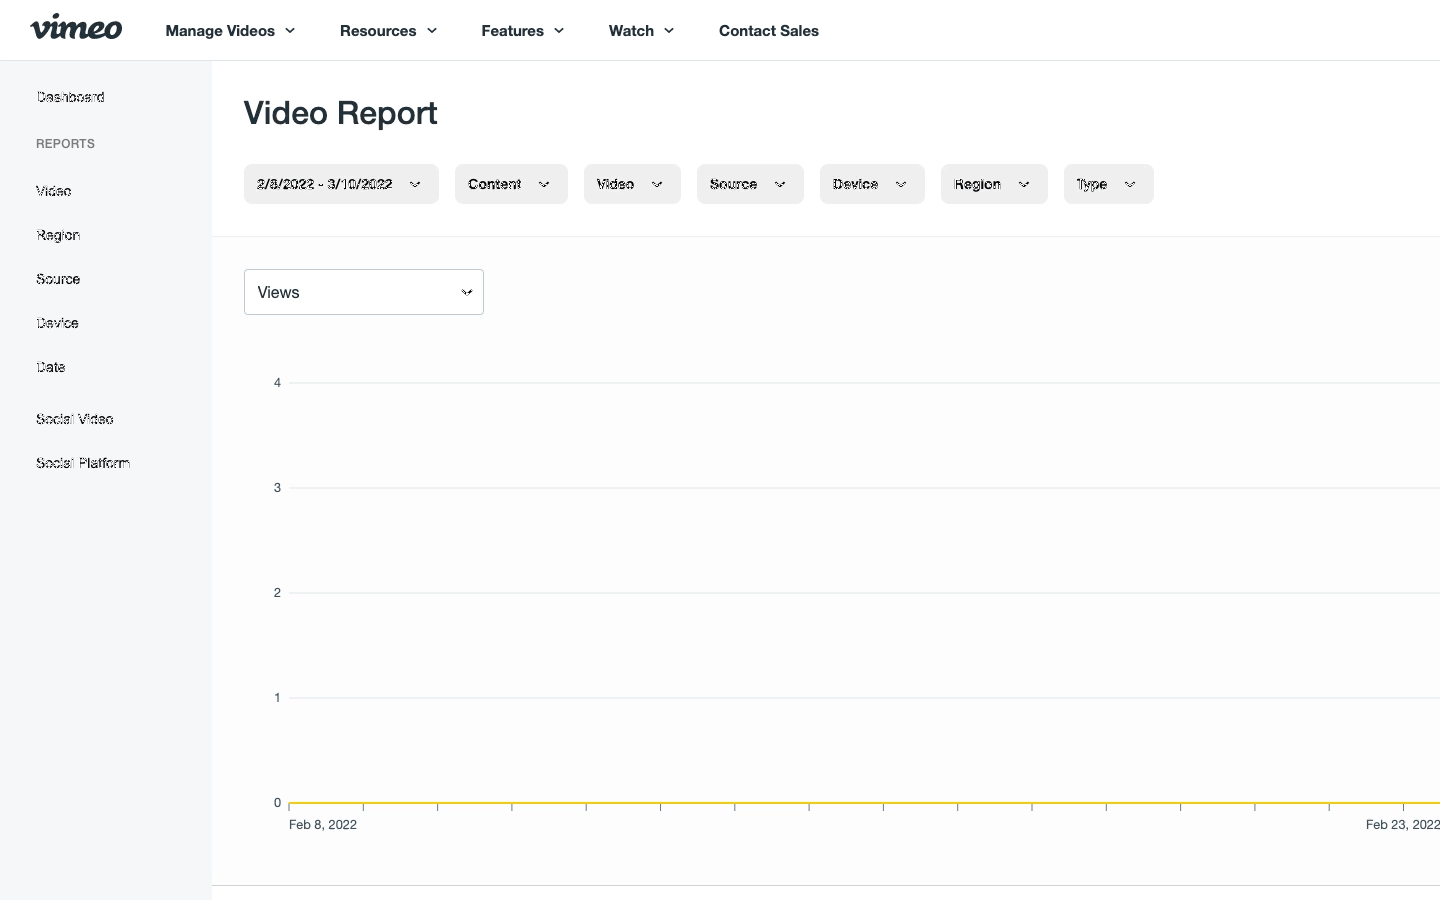 vimeo Manage Videos Resources Features Watch Contact Sales
Dashboard
REPORTS
Video
Region
Source
Device
Date
Social Video
Social Platform
Video Report
2/8/2022 - 3/10/2022 Content Video Source Device Region Type
Views
4
3
2
1
0
Feb 8, 2022 Feb 23, 2022